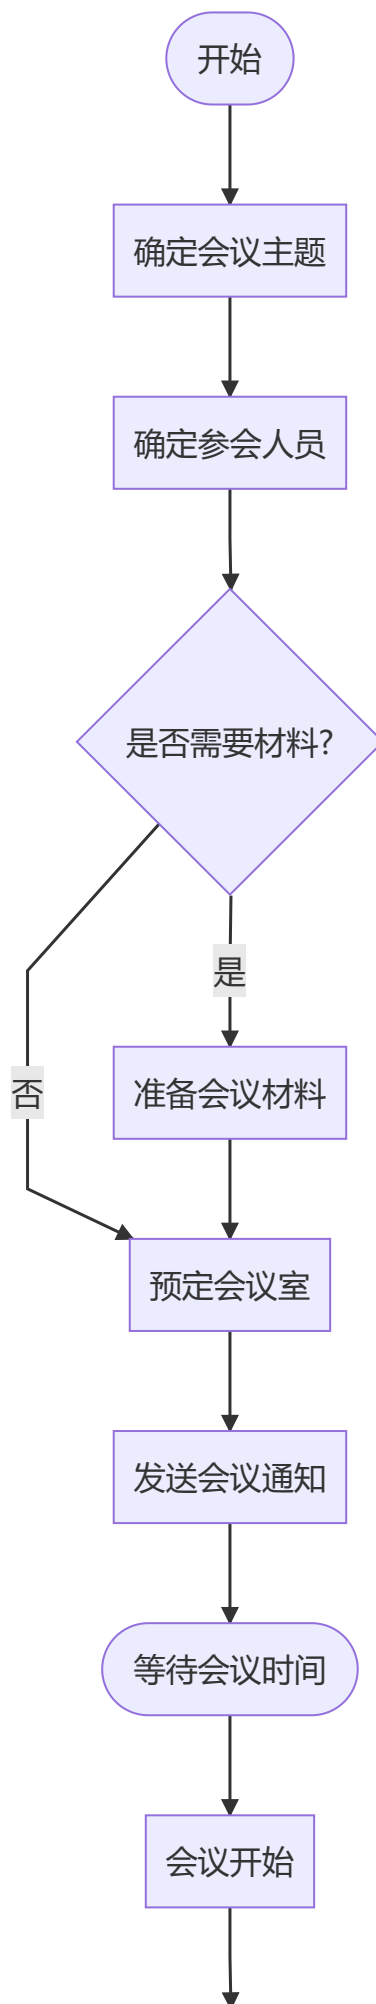 开始
确定会议主题
确定参会人员
是否需要材料?
是
否
准备会议材料
预定会议室
发送会议通知
等待会议时间
会议开始